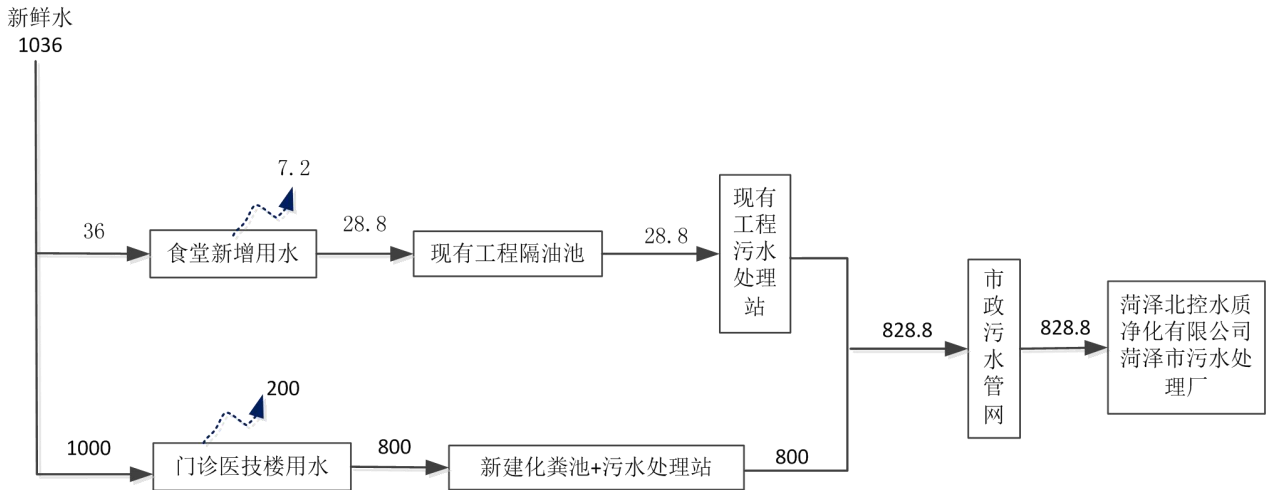 新鲜水
1036
7.2
36
食堂新增用水
28.8
现有工程隔油池
28.8
现有
工程
污水
处理
站
828.8
市
政
污
水
管
网
828.8
菏泽北控水质
净化有限公司
菏泽市污水处
理厂
200
1000
门诊医技楼用水
800
新建化粪池+污水处理站
800